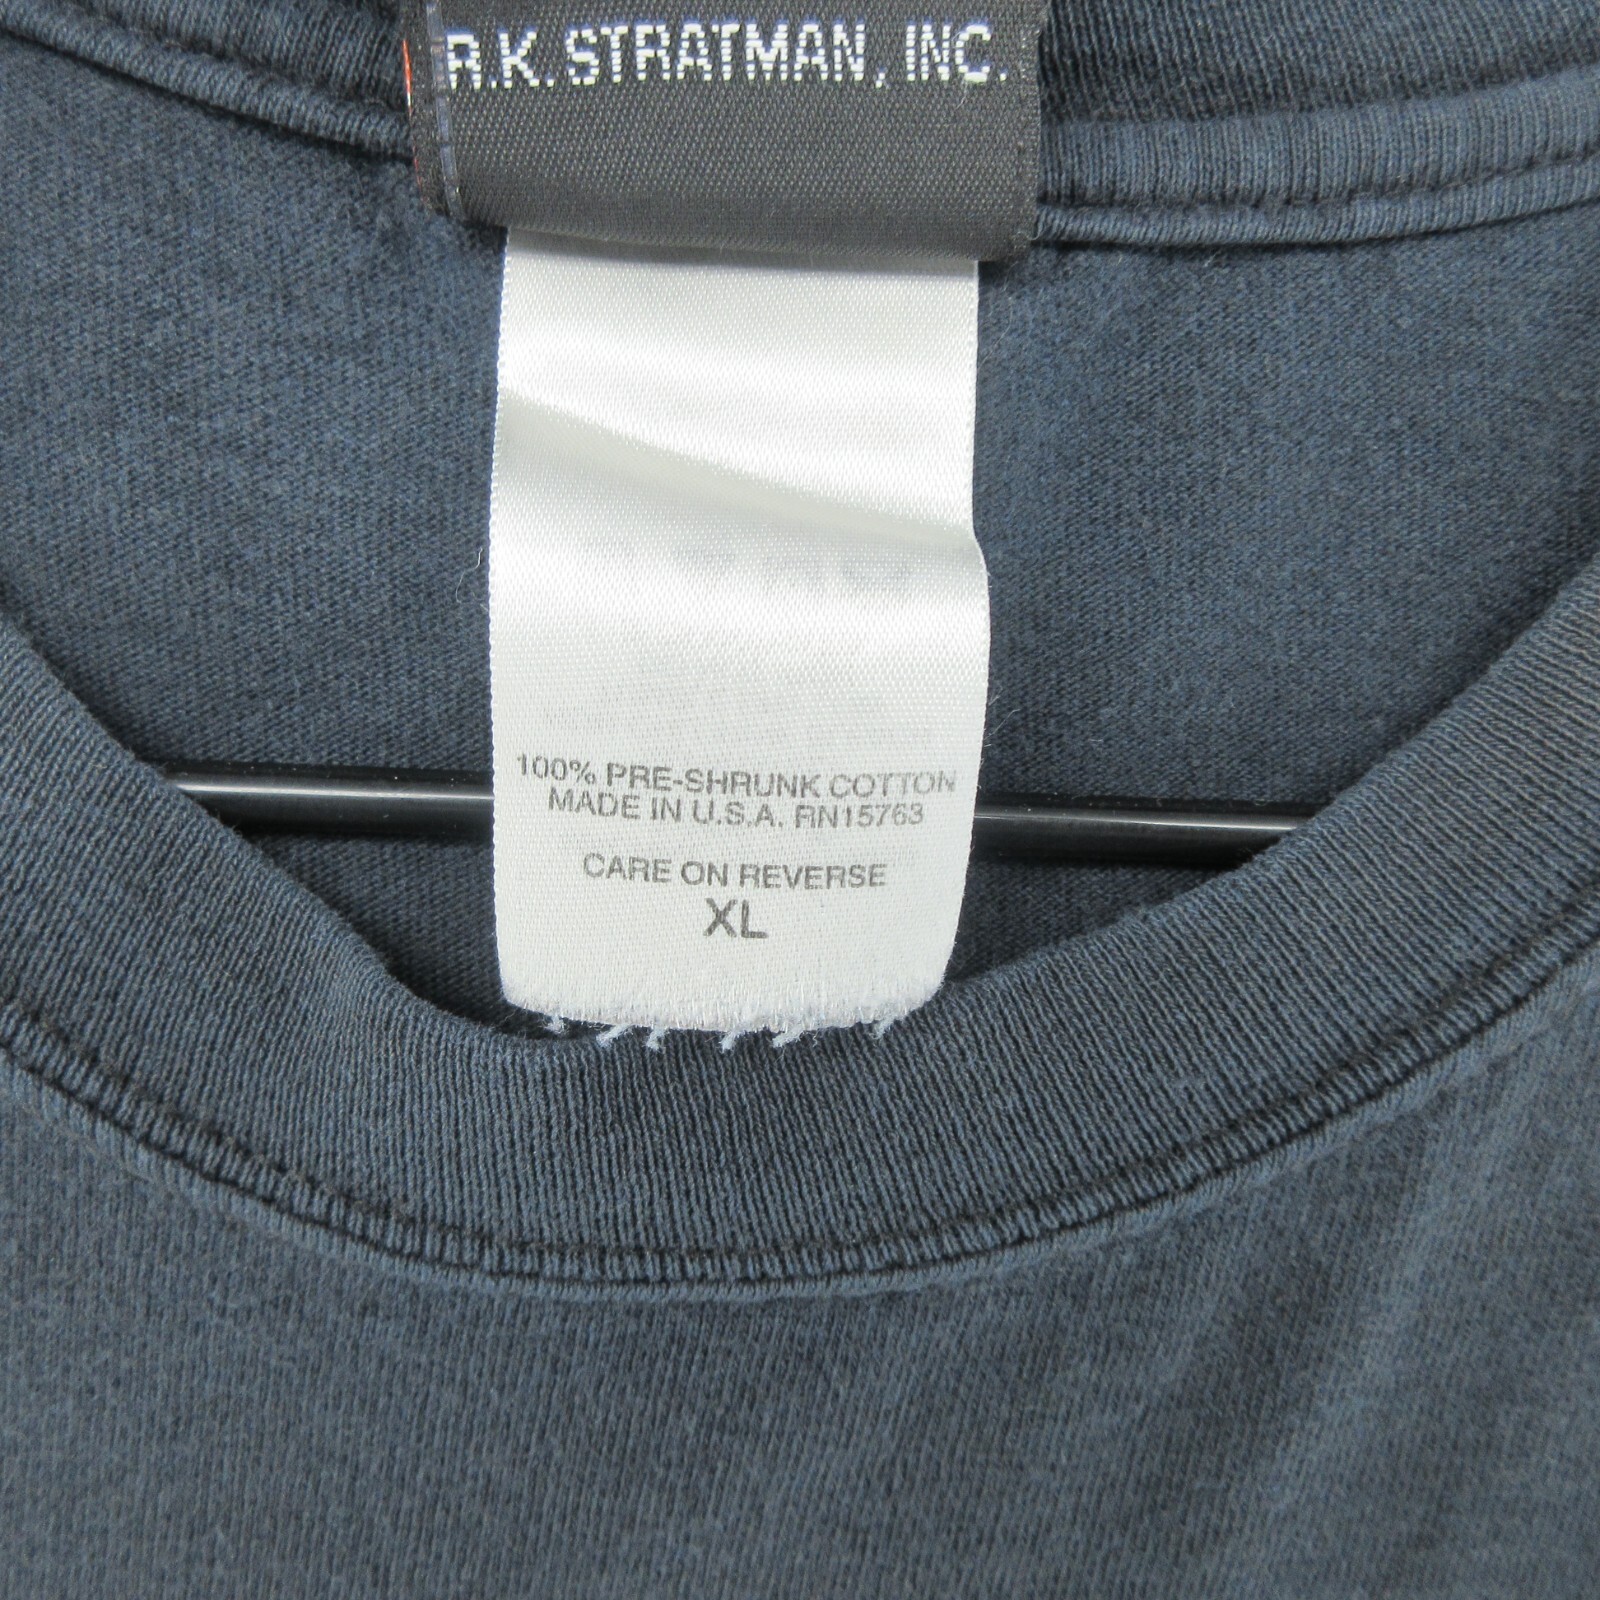 R.K. STRATMAN, INC.
100% PRE-SHRUNK COTTON
MADE IN U.S.A. RN15763
CARE ON REVERSE
XL